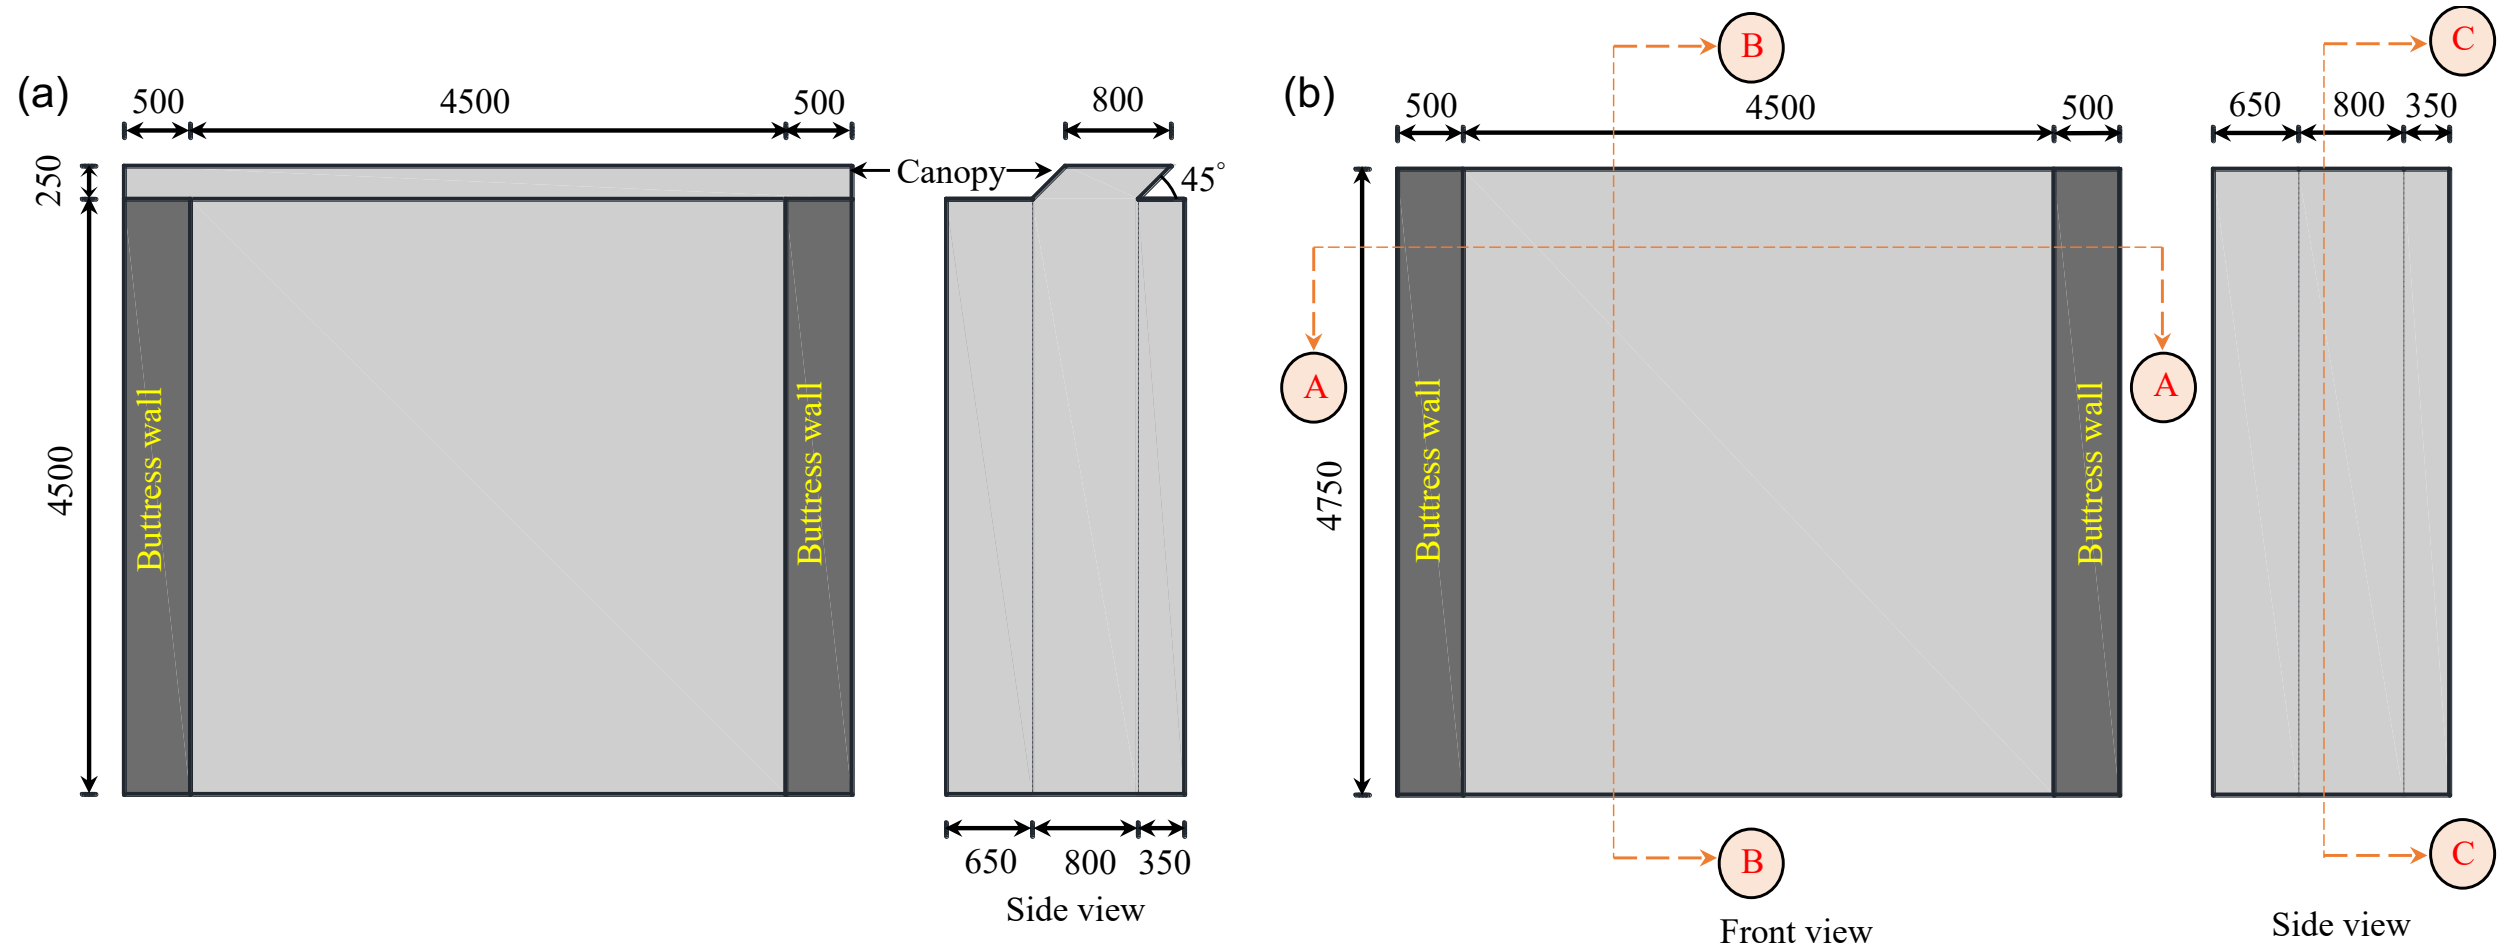 (a)
500
4500
500
800
250
Canopy
45°
4500
Buttress wall
Buttress wall
650
800
350
Side view
(b)
B
C
500
4500
500
650
800
350
A
A
4750
Buttress wall
Buttress wall
B
C
Front view
Side view